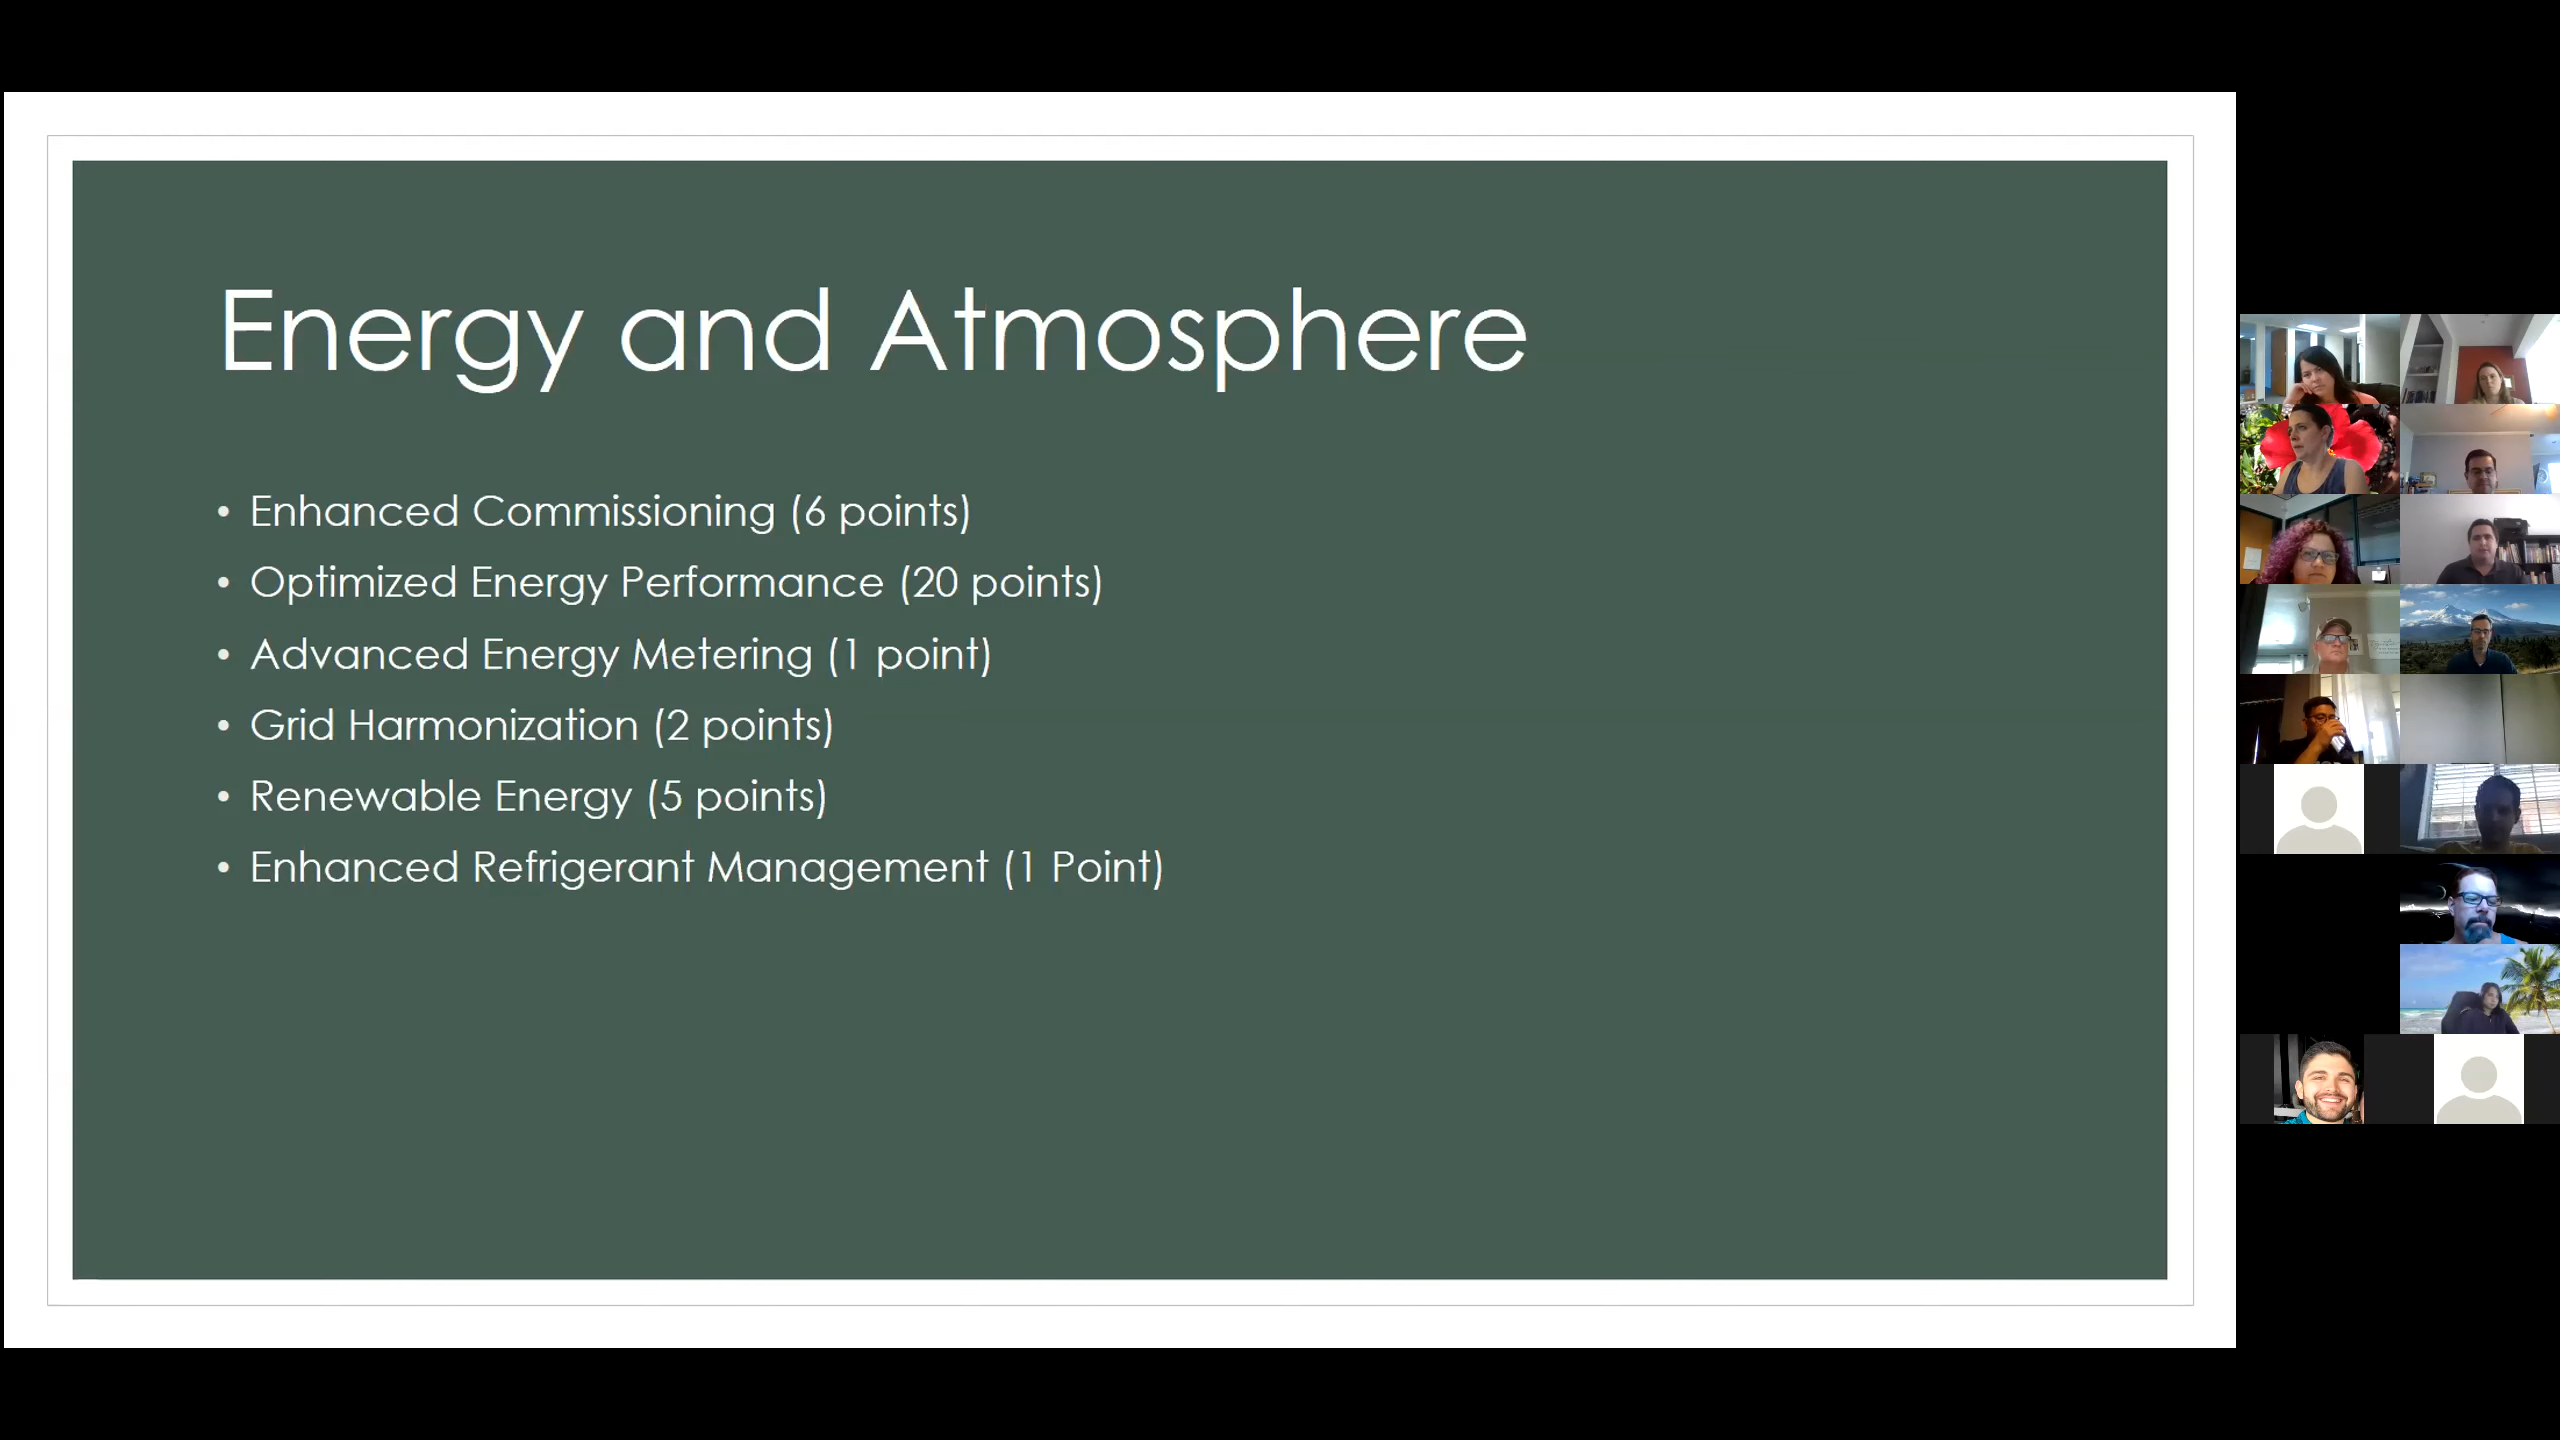 Energy and Atmosphere
• Enhanced Commissioning (6 points)
• Optimized Energy Performance (20 points)
• Advanced Energy Metering (1 point)
• Grid Harmonization (2 points)
• Renewable Energy (5 points)
• Enhanced Refrigerant Management (1 Point)